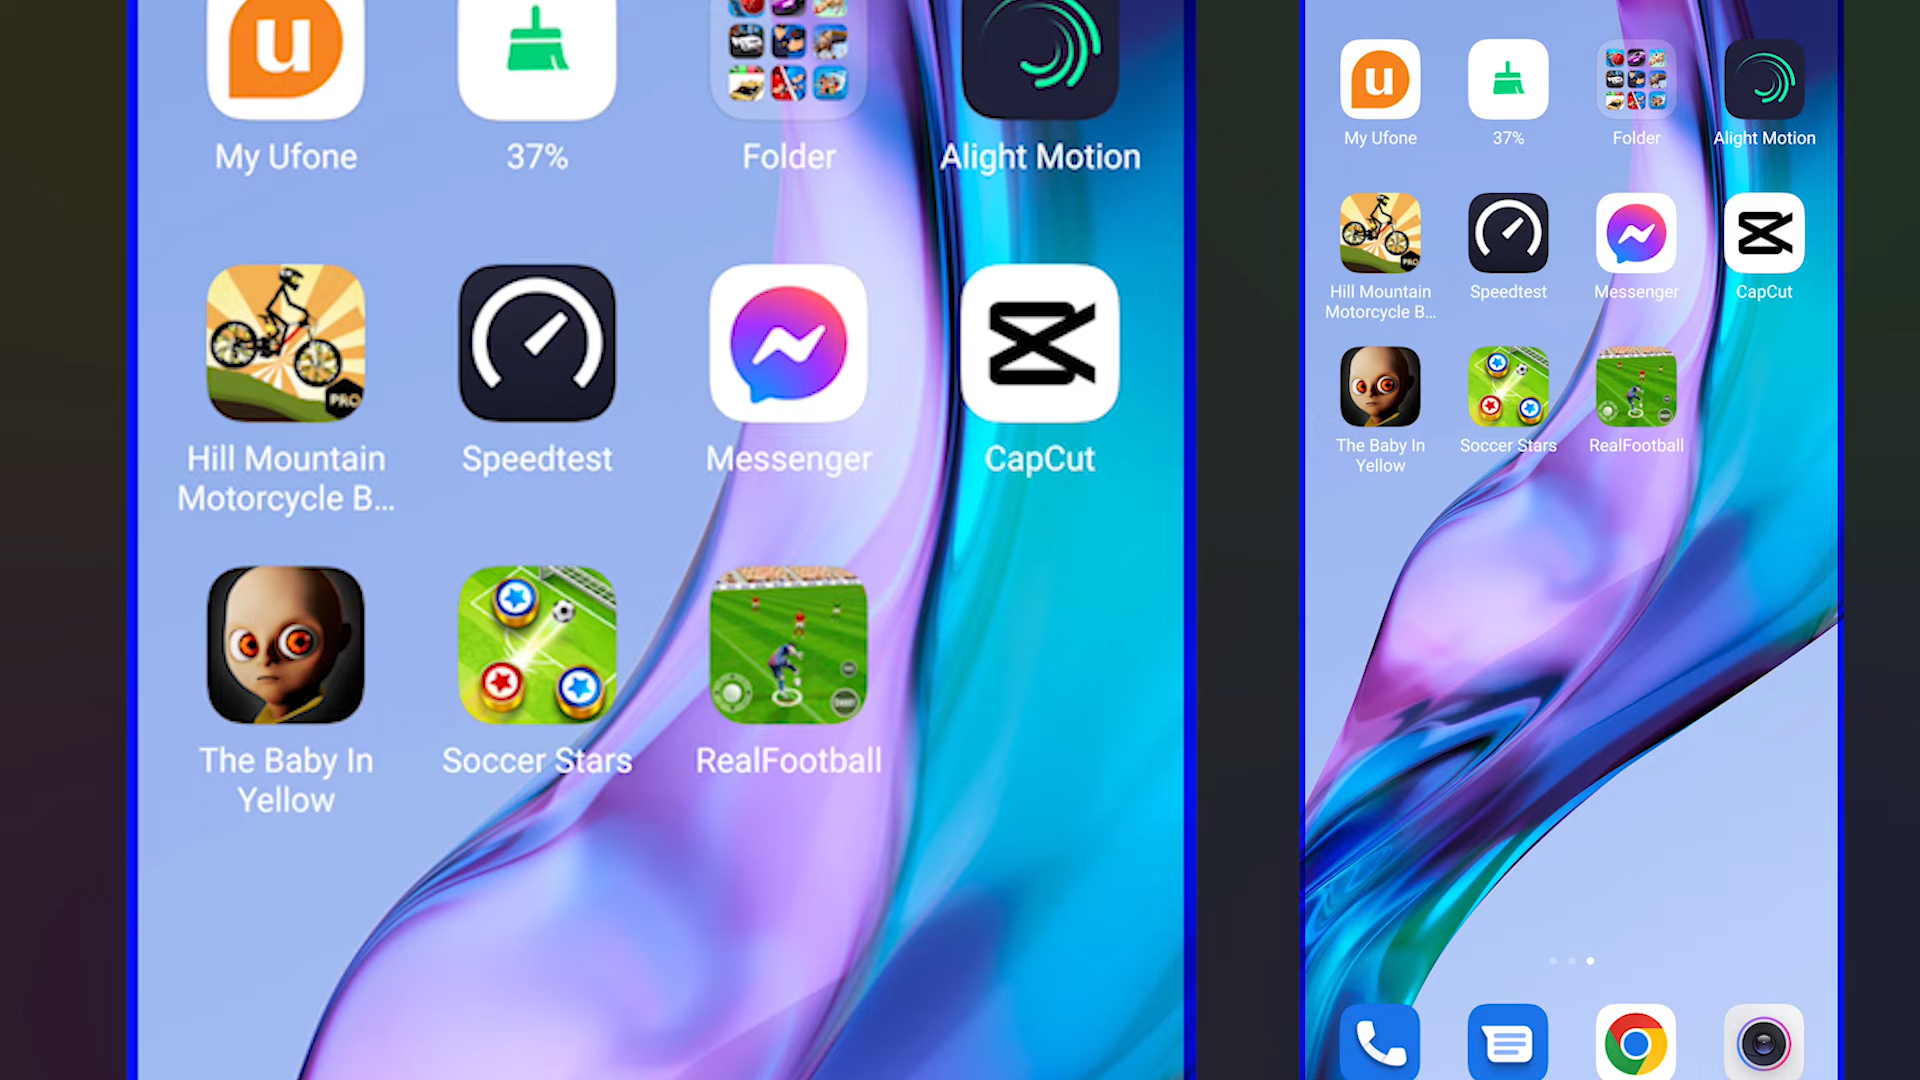 u
My Ufone
37%
Folder
Alight Motion
PRO
Hill Mountain
Motorcycle B...
Speedtest
Messenger
CapCut
The Baby In
Yellow
Soccer Stars
RealFootball
u
My Ufone
37%
Folder
Alight Motion
PRO
Hill Mountain
Motorcycle B...
Speedtest
Messenger
CapCut
The Baby In
Yellow
Soccer Stars
RealFootball